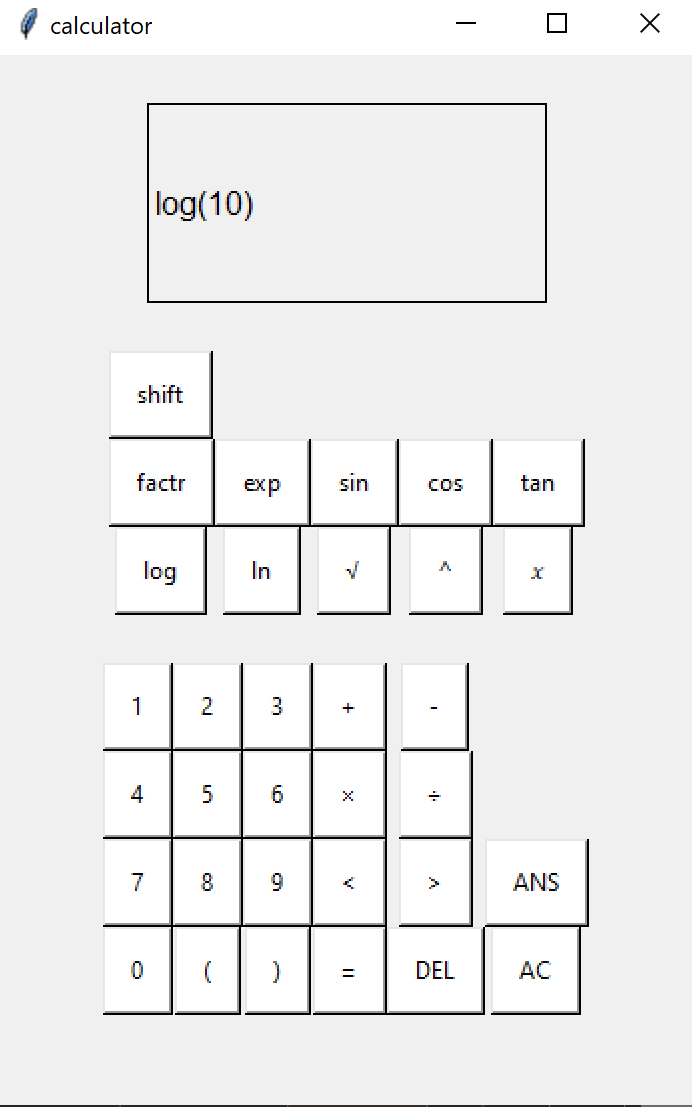 calculator
log(10)
shift
factr exp sin cos tan
log ln √ ^ x
1 2 3 + -
4 5 6 × ÷
7 8 9 < > ANS
0 ( ) = DEL AC